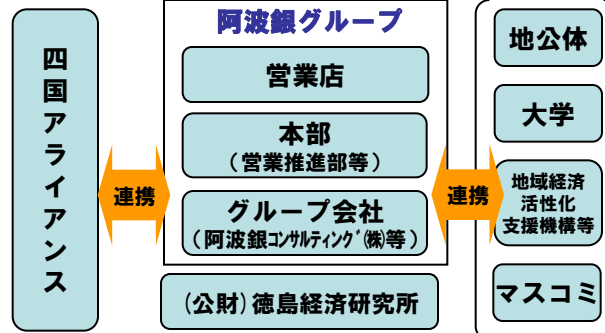 四国アライアンス
連携
阿波銀グループ
営業店
本部
（営業推進部等）
グループ会社
（阿波銀ｺﾝｻﾙﾃｨﾝｸﾞ㈱等）
(公財)徳島経済研究所
連携
地公体
大学
地域経済
活性化
支援機構等
マスコミ